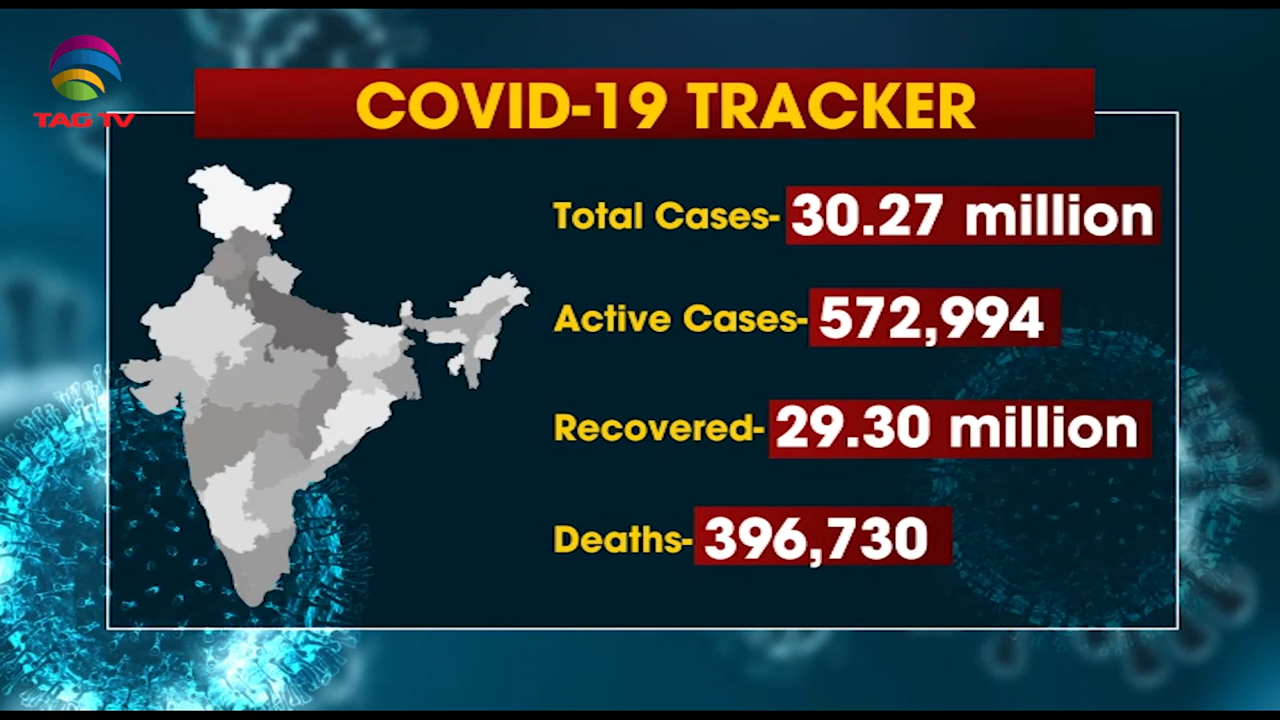 TAG TV
COVID-19 TRACKER
Total Cases- 30.27 million
Active Cases- 572,994
Recovered- 29.30 million
Deaths- 396,730